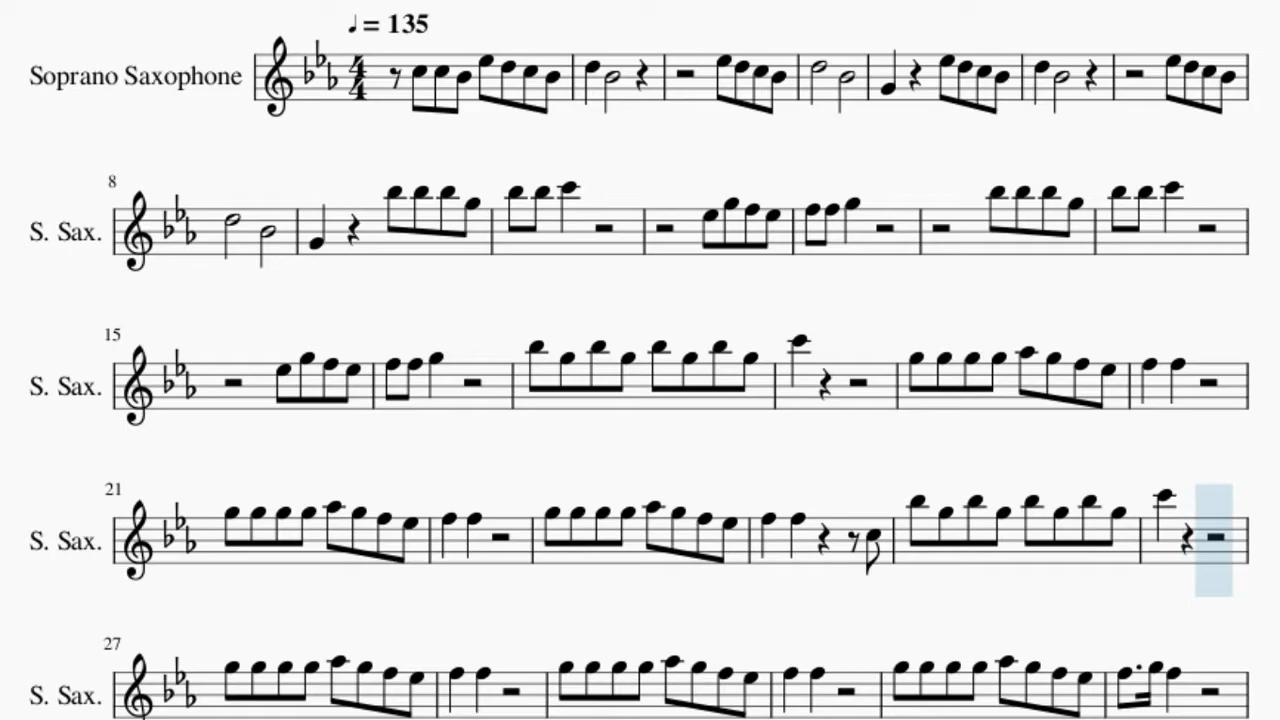 ♩ = 135
Soprano Saxophone
4
4
8
S. Sax.
15
S. Sax.
21
S. Sax.
27
S. Sax.